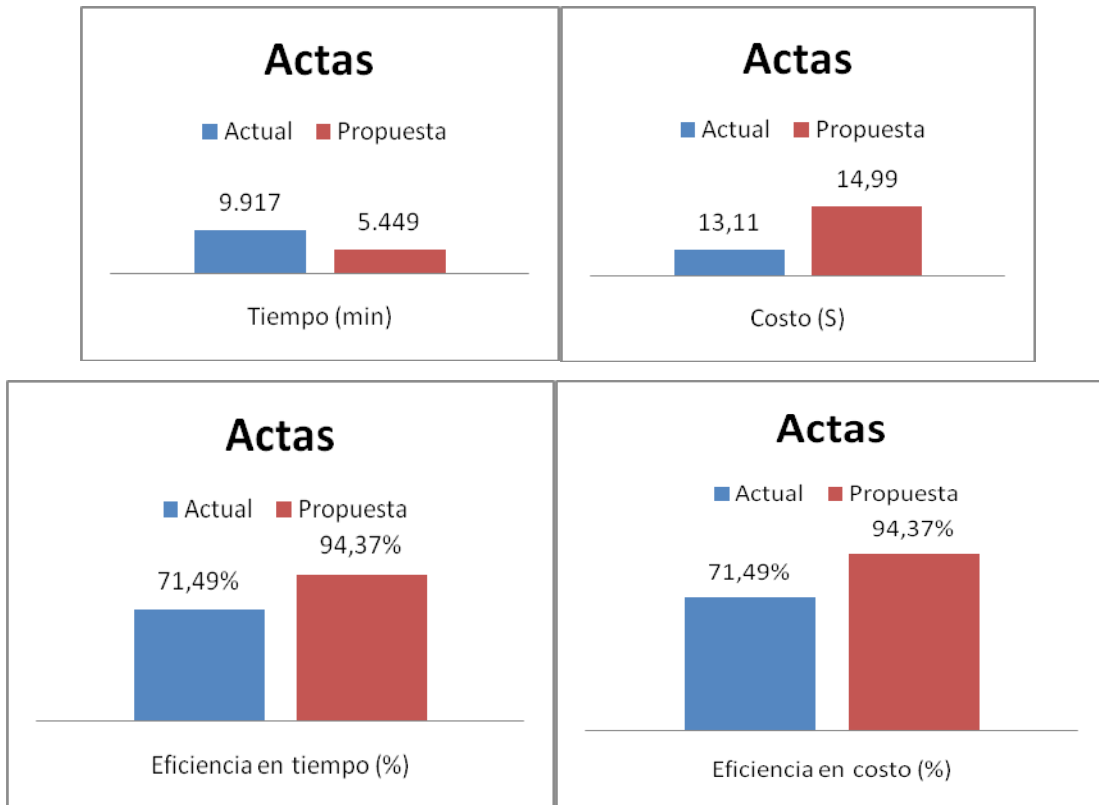 Actas
Actual Propuesta
9.917
5.449
Tiempo (min)
Actas
Actual Propuesta
14,99
13,11
Costo (S)
Actas
Actual Propuesta
94,37%
71,49%
Eficiencia en tiempo (%)
Actas
Actual Propuesta
94,37%
71,49%
Eficiencia en costo (%)